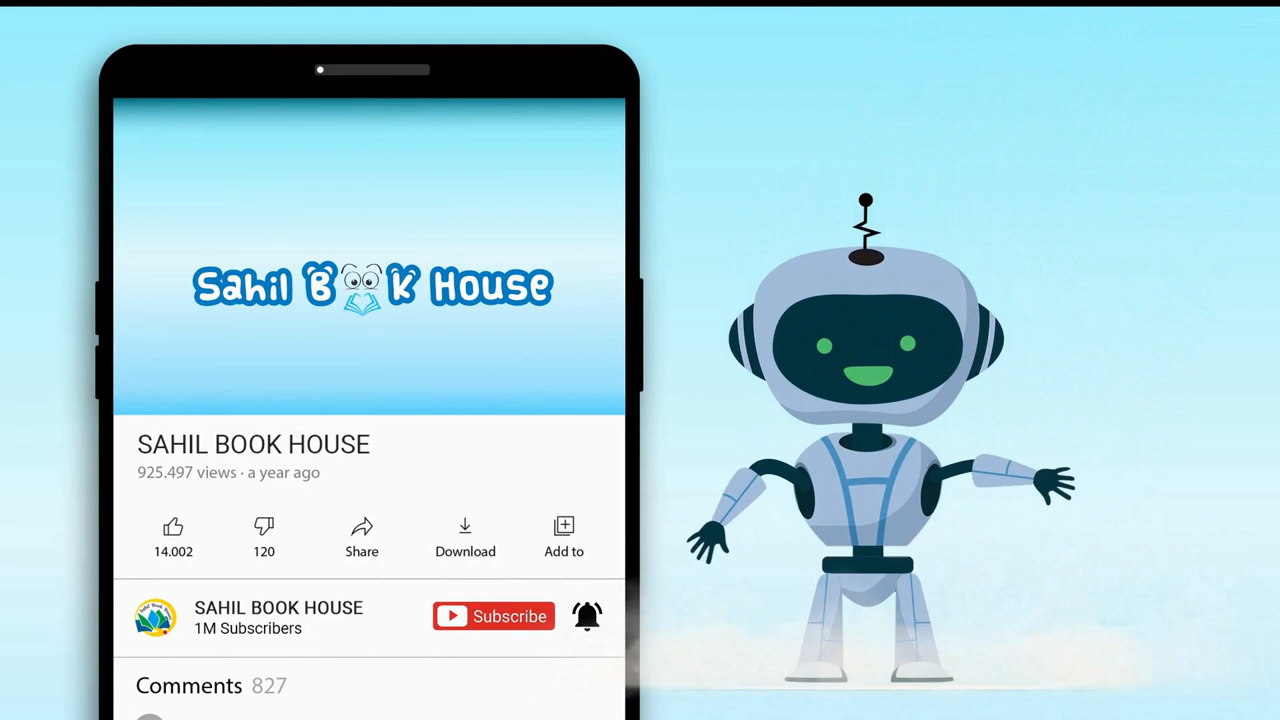 Sahil Book House
SAHIL BOOK HOUSE
925.497 views · a year ago
14.002
120
Share
Download
Add to
SAHIL BOOK HOUSE
1M Subscribers
Subscribe
Comments 827